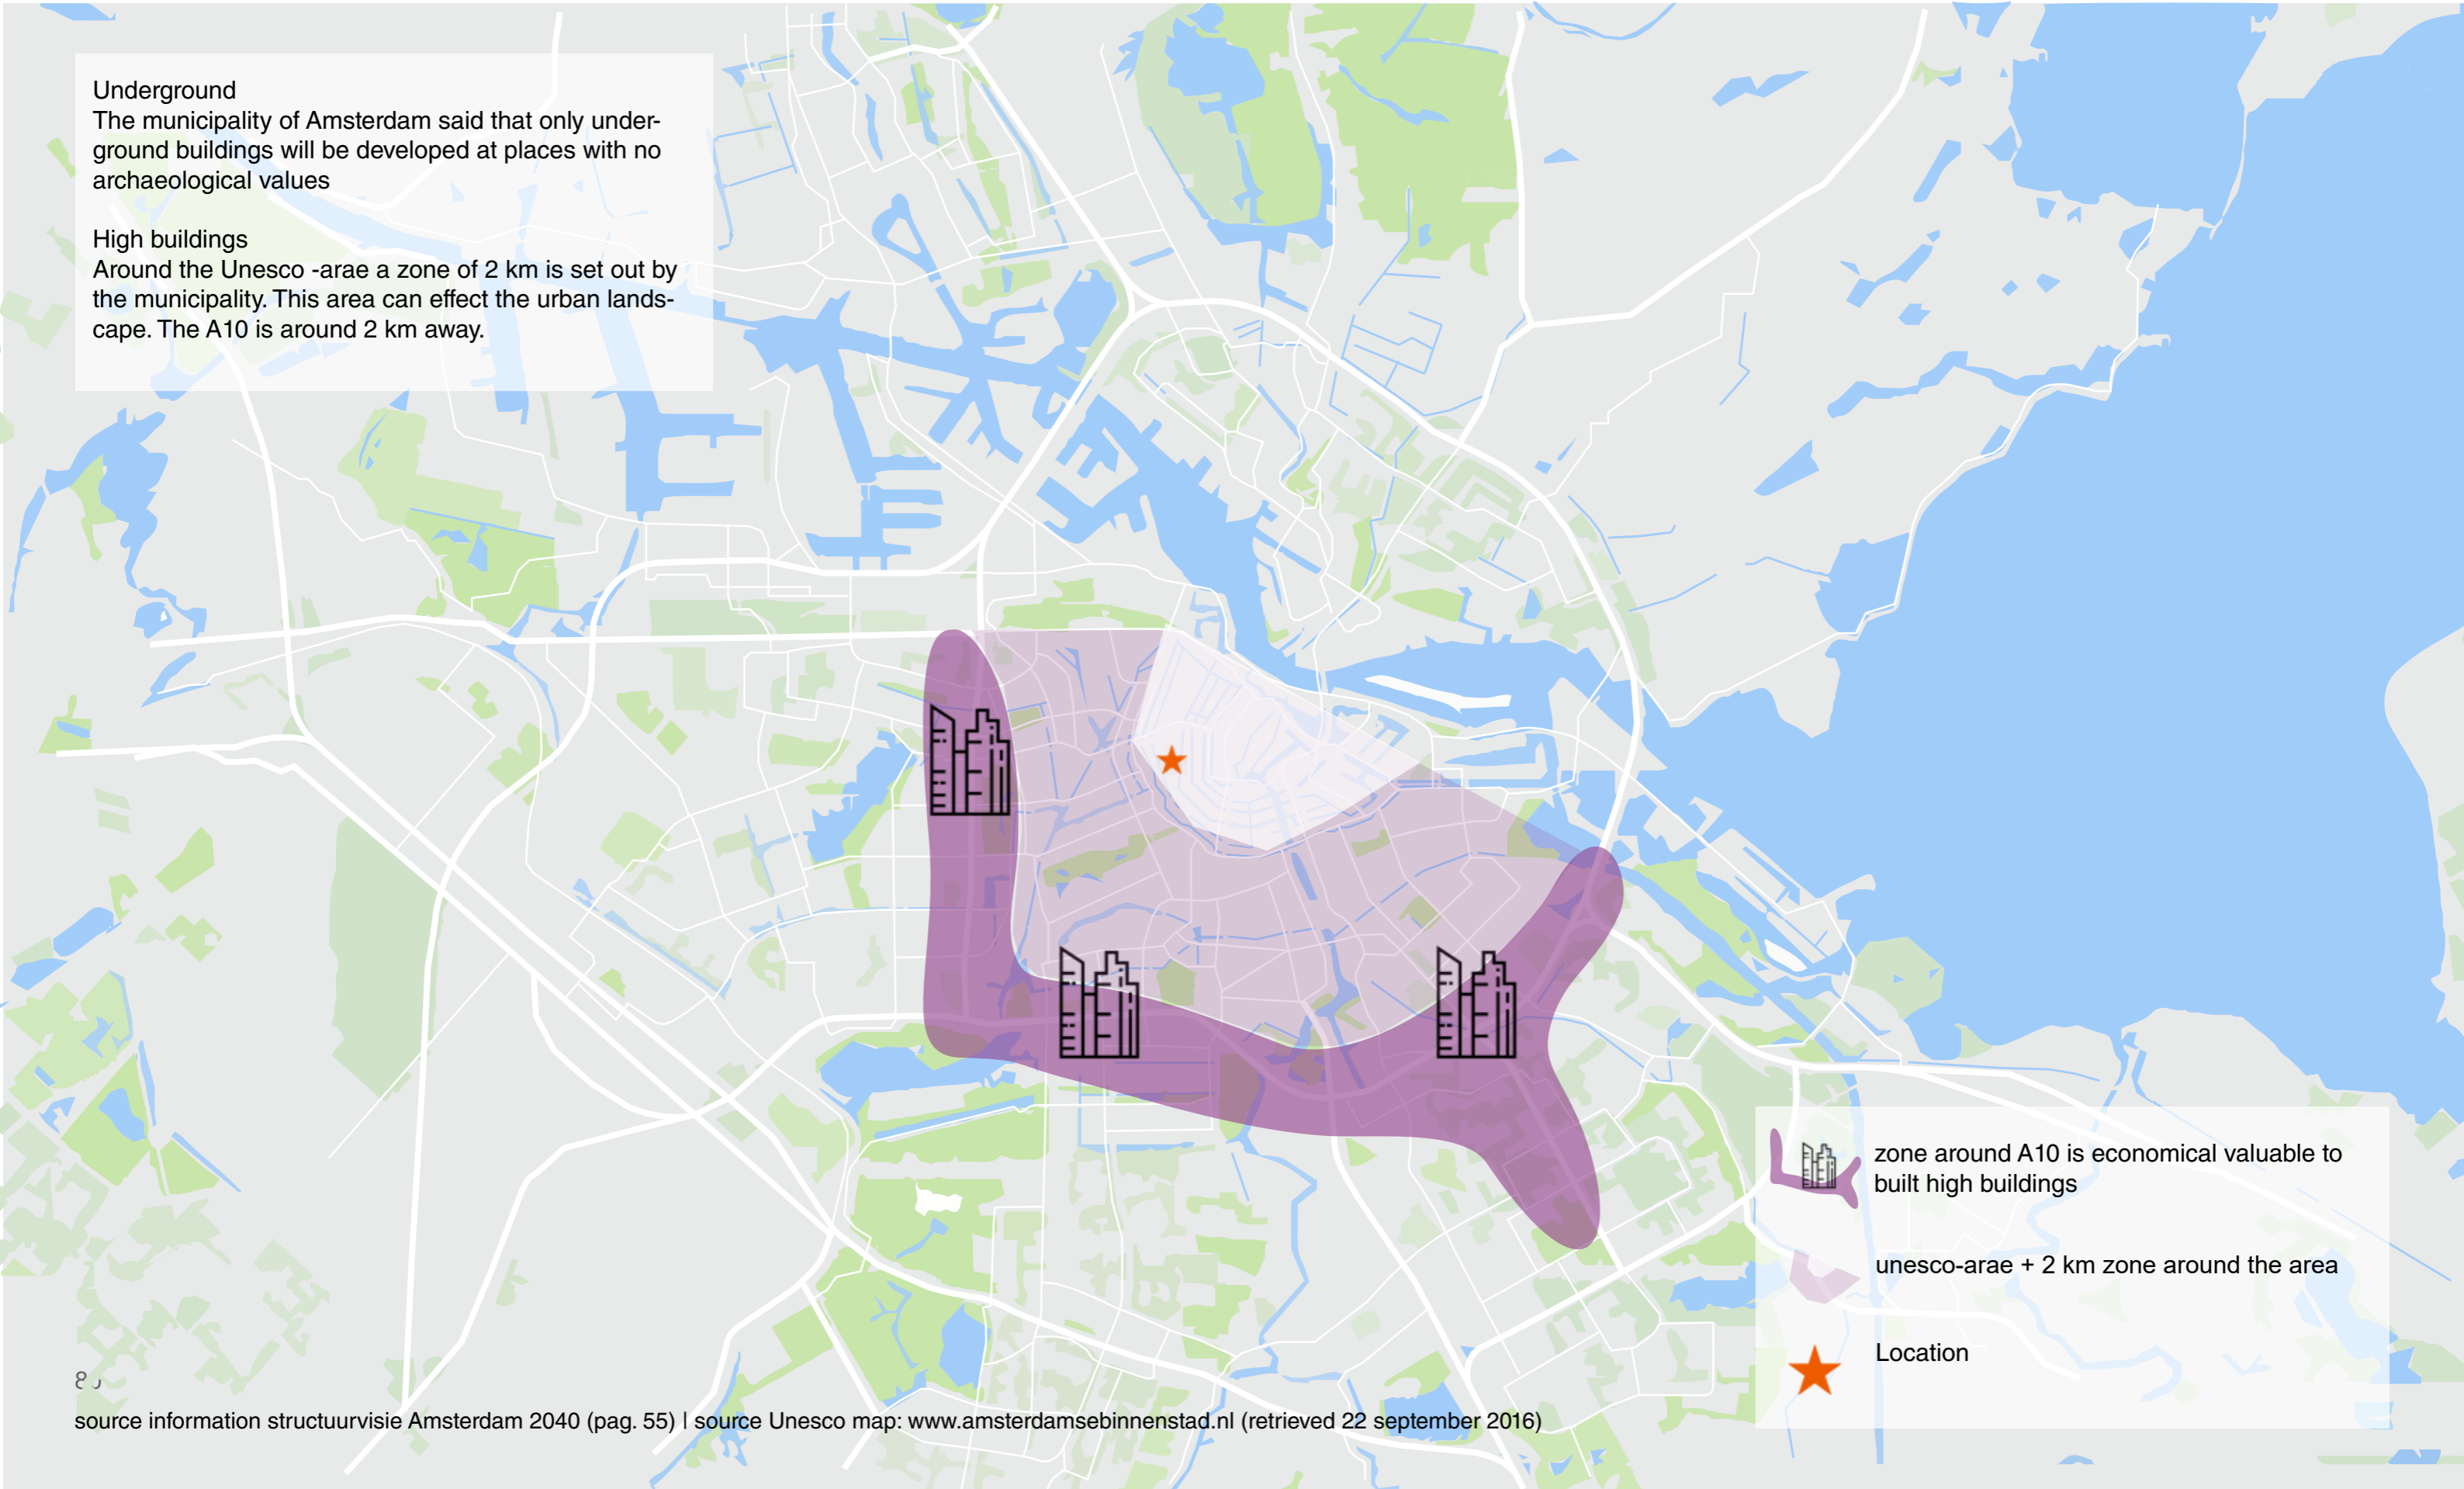 Underground
The municipality of Amsterdam said that only under-
ground buildings will be developed at places with no
archaeological values
High buildings
Around the Unesco -arae a zone of 2 km is set out by
the municipality. This area can effect the urban lands-
cape. The A10 is around 2 km away.
zone around A10 is economical valuable to
built high buildings
unesco-arae + 2 km zone around the area
Location
source information structuurvisie Amsterdam 2040 (pag. 55) | source Unesco map: www.amsterdamsebinnenstad.nl (retrieved 22 september 2016)